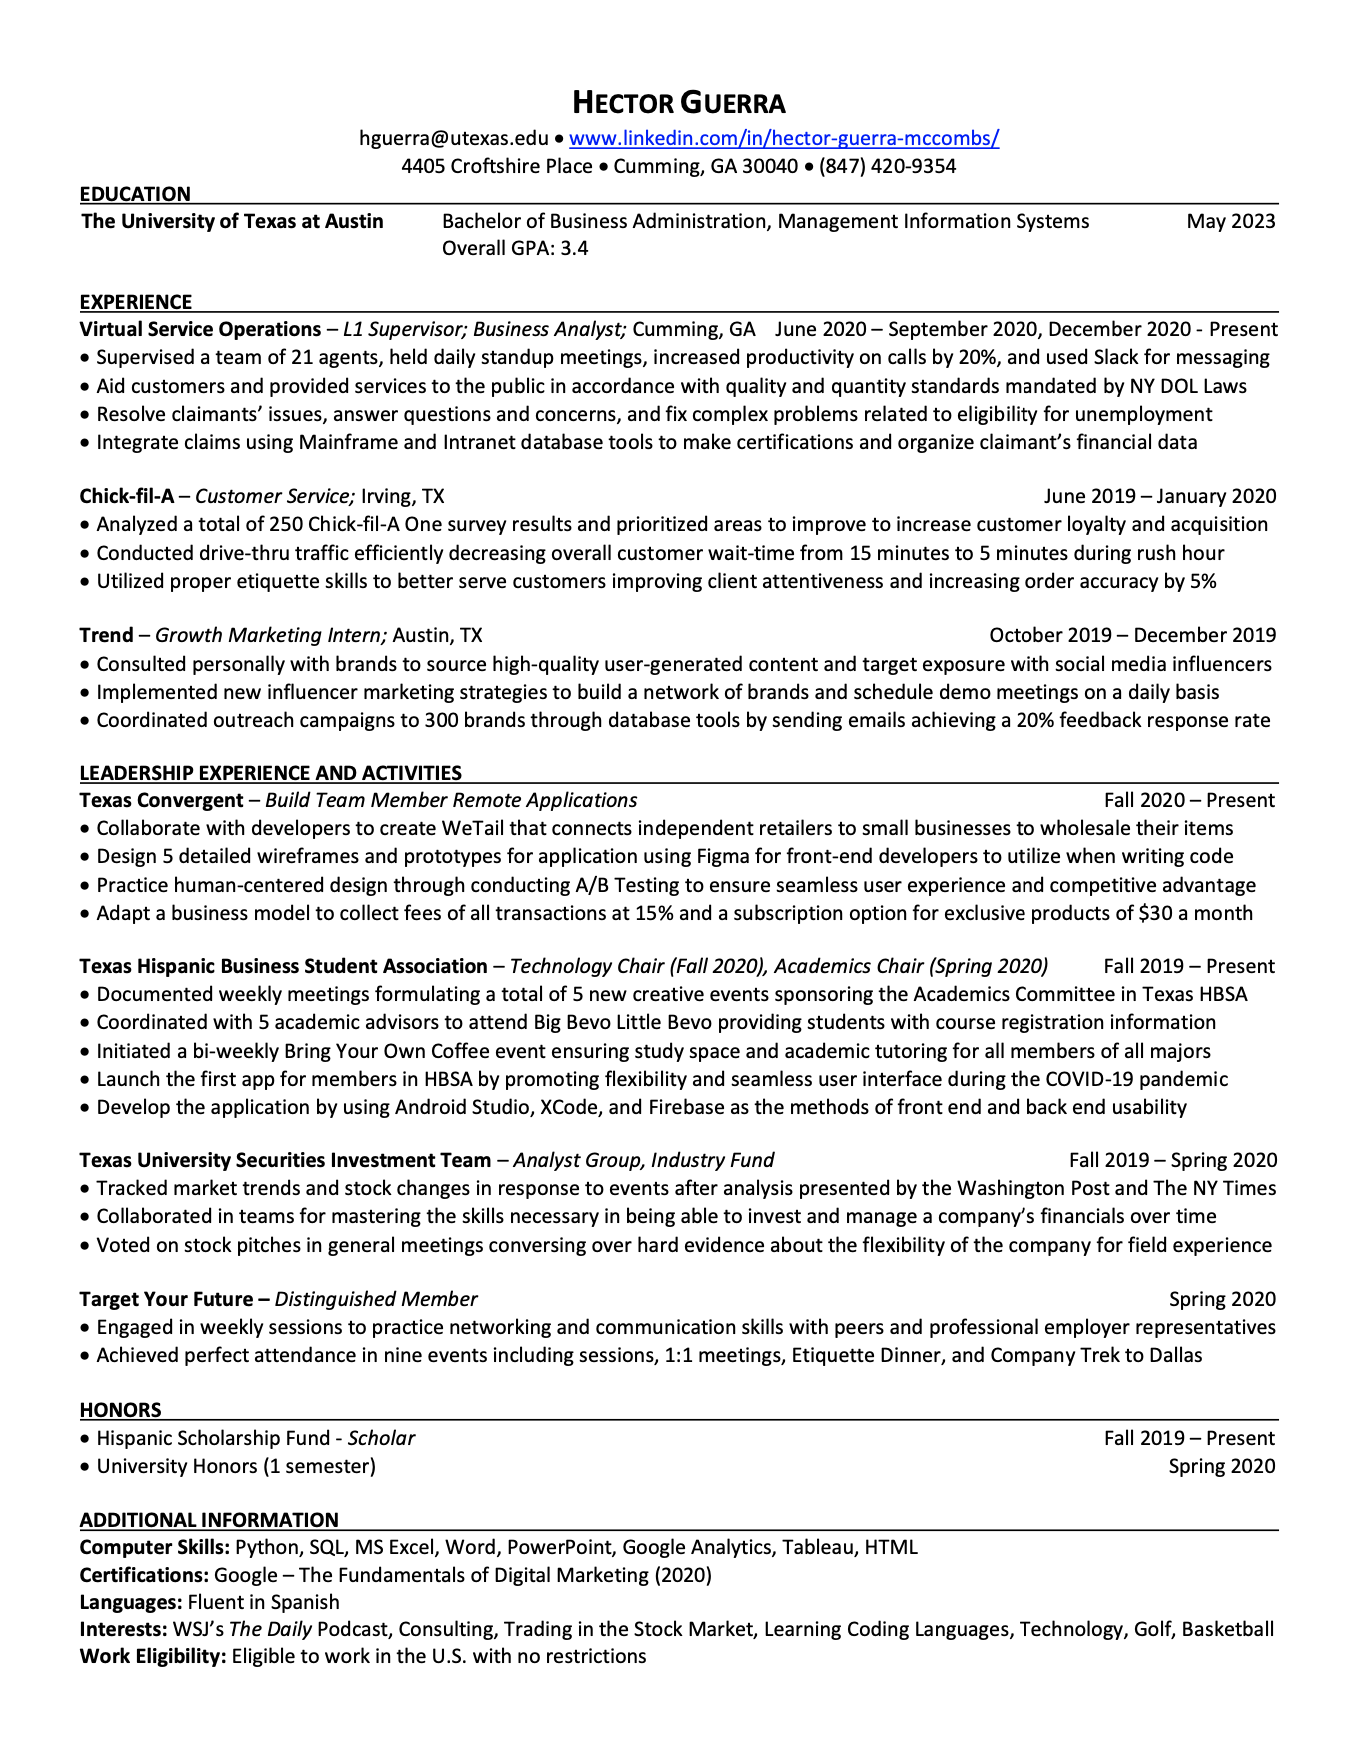 HECTOR GUERRA
hguerra@utexas.edu ● www.linkedin.com/in/hector-guerra-mccombs/
4405 Croftshire Place ● Cumming, GA 30040 ● (847) 420-9354
EDUCATION
The University of Texas at Austin Bachelor of Business Administration, Management Information Systems May 2023
Overall GPA: 3.4
EXPERIENCE
Virtual Service Operations – L1 Supervisor; Business Analyst; Cumming, GA June 2020 – September 2020, December 2020 - Present
● Supervised a team of 21 agents, held daily standup meetings, increased productivity on calls by 20%, and used Slack for messaging
● Aid customers and provided services to the public in accordance with quality and quantity standards mandated by NY DOL Laws
● Resolve claimants’ issues, answer questions and concerns, and fix complex problems related to eligibility for unemployment
● Integrate claims using Mainframe and Intranet database tools to make certifications and organize claimant’s financial data
Chick-fil-A – Customer Service; Irving, TX June 2019 – January 2020
● Analyzed a total of 250 Chick-fil-A One survey results and prioritized areas to improve to increase customer loyalty and acquisition
● Conducted drive-thru traffic efficiently decreasing overall customer wait-time from 15 minutes to 5 minutes during rush hour
● Utilized proper etiquette skills to better serve customers improving client attentiveness and increasing order accuracy by 5%
Trend – Growth Marketing Intern; Austin, TX October 2019 – December 2019
● Consulted personally with brands to source high-quality user-generated content and target exposure with social media influencers
● Implemented new influencer marketing strategies to build a network of brands and schedule demo meetings on a daily basis
● Coordinated outreach campaigns to 300 brands through database tools by sending emails achieving a 20% feedback response rate
LEADERSHIP EXPERIENCE AND ACTIVITIES
Texas Convergent – Build Team Member Remote Applications Fall 2020 – Present
● Collaborate with developers to create WeTail that connects independent retailers to small businesses to wholesale their items
● Design 5 detailed wireframes and prototypes for application using Figma for front-end developers to utilize when writing code
● Practice human-centered design through conducting A/B Testing to ensure seamless user experience and competitive advantage
● Adapt a business model to collect fees of all transactions at 15% and a subscription option for exclusive products of $30 a month
Texas Hispanic Business Student Association – Technology Chair (Fall 2020), Academics Chair (Spring 2020) Fall 2019 – Present
● Documented weekly meetings formulating a total of 5 new creative events sponsoring the Academics Committee in Texas HBSA
● Coordinated with 5 academic advisors to attend Big Bevo Little Bevo providing students with course registration information
● Initiated a bi-weekly Bring Your Own Coffee event ensuring study space and academic tutoring for all members of all majors
● Launch the first app for members in HBSA by promoting flexibility and seamless user interface during the COVID-19 pandemic
● Develop the application by using Android Studio, XCode, and Firebase as the methods of front end and back end usability
Texas University Securities Investment Team – Analyst Group, Industry Fund Fall 2019 – Spring 2020
● Tracked market trends and stock changes in response to events after analysis presented by the Washington Post and The NY Times
● Collaborated in teams for mastering the skills necessary in being able to invest and manage a company’s financials over time
● Voted on stock pitches in general meetings conversing over hard evidence about the flexibility of the company for field experience
Target Your Future – Distinguished Member Spring 2020
● Engaged in weekly sessions to practice networking and communication skills with peers and professional employer representatives
● Achieved perfect attendance in nine events including sessions, 1:1 meetings, Etiquette Dinner, and Company Trek to Dallas
HONORS
● Hispanic Scholarship Fund - Scholar Fall 2019 – Present
● University Honors (1 semester) Spring 2020
ADDITIONAL INFORMATION
Computer Skills: Python, SQL, MS Excel, Word, PowerPoint, Google Analytics, Tableau, HTML
Certifications: Google – The Fundamentals of Digital Marketing (2020)
Languages: Fluent in Spanish
Interests: WSJ’s The Daily Podcast, Consulting, Trading in the Stock Market, Learning Coding Languages, Technology, Golf, Basketball
Work Eligibility: Eligible to work in the U.S. with no restrictions